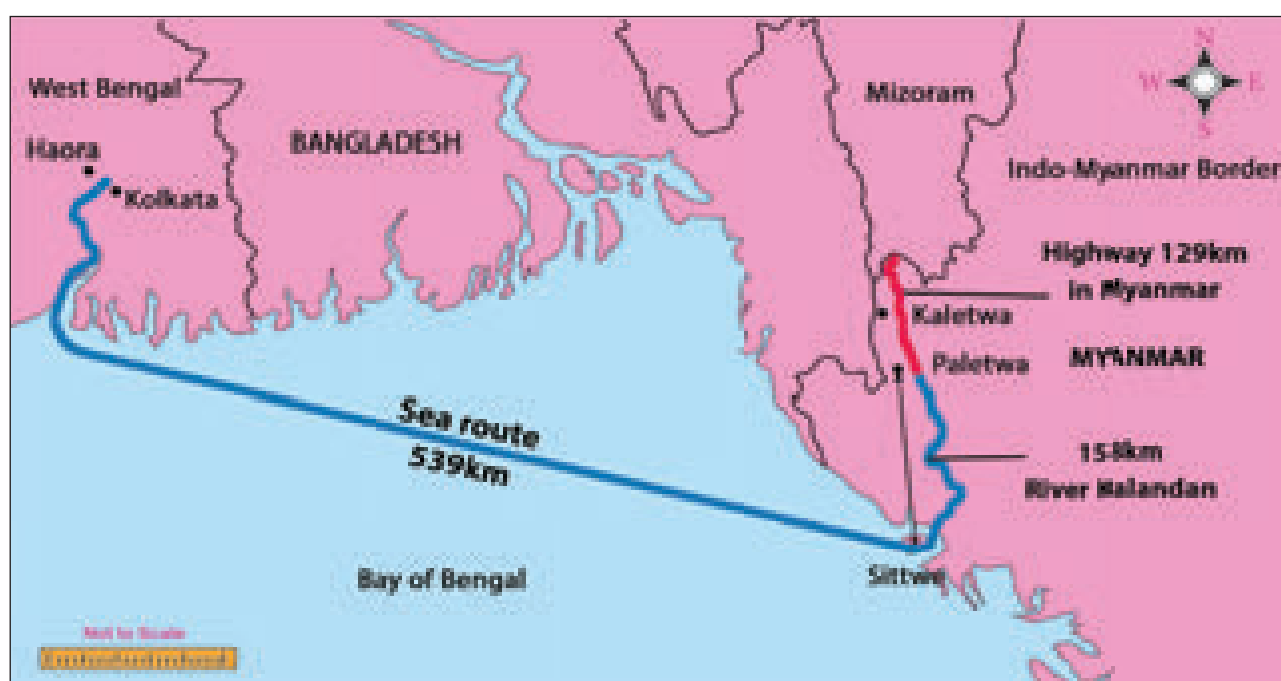 N
W E
S
West Bengal
Haora
Kolkata
BANGLADESH
Mizoram
Indo-Myanmar Border
Highway 129km
in Myanmar
Kaletwa
Paletwa
MYANMAR
Sea route
539km
158km
River
Sittwe
Bay of Bengal
Not to Scale